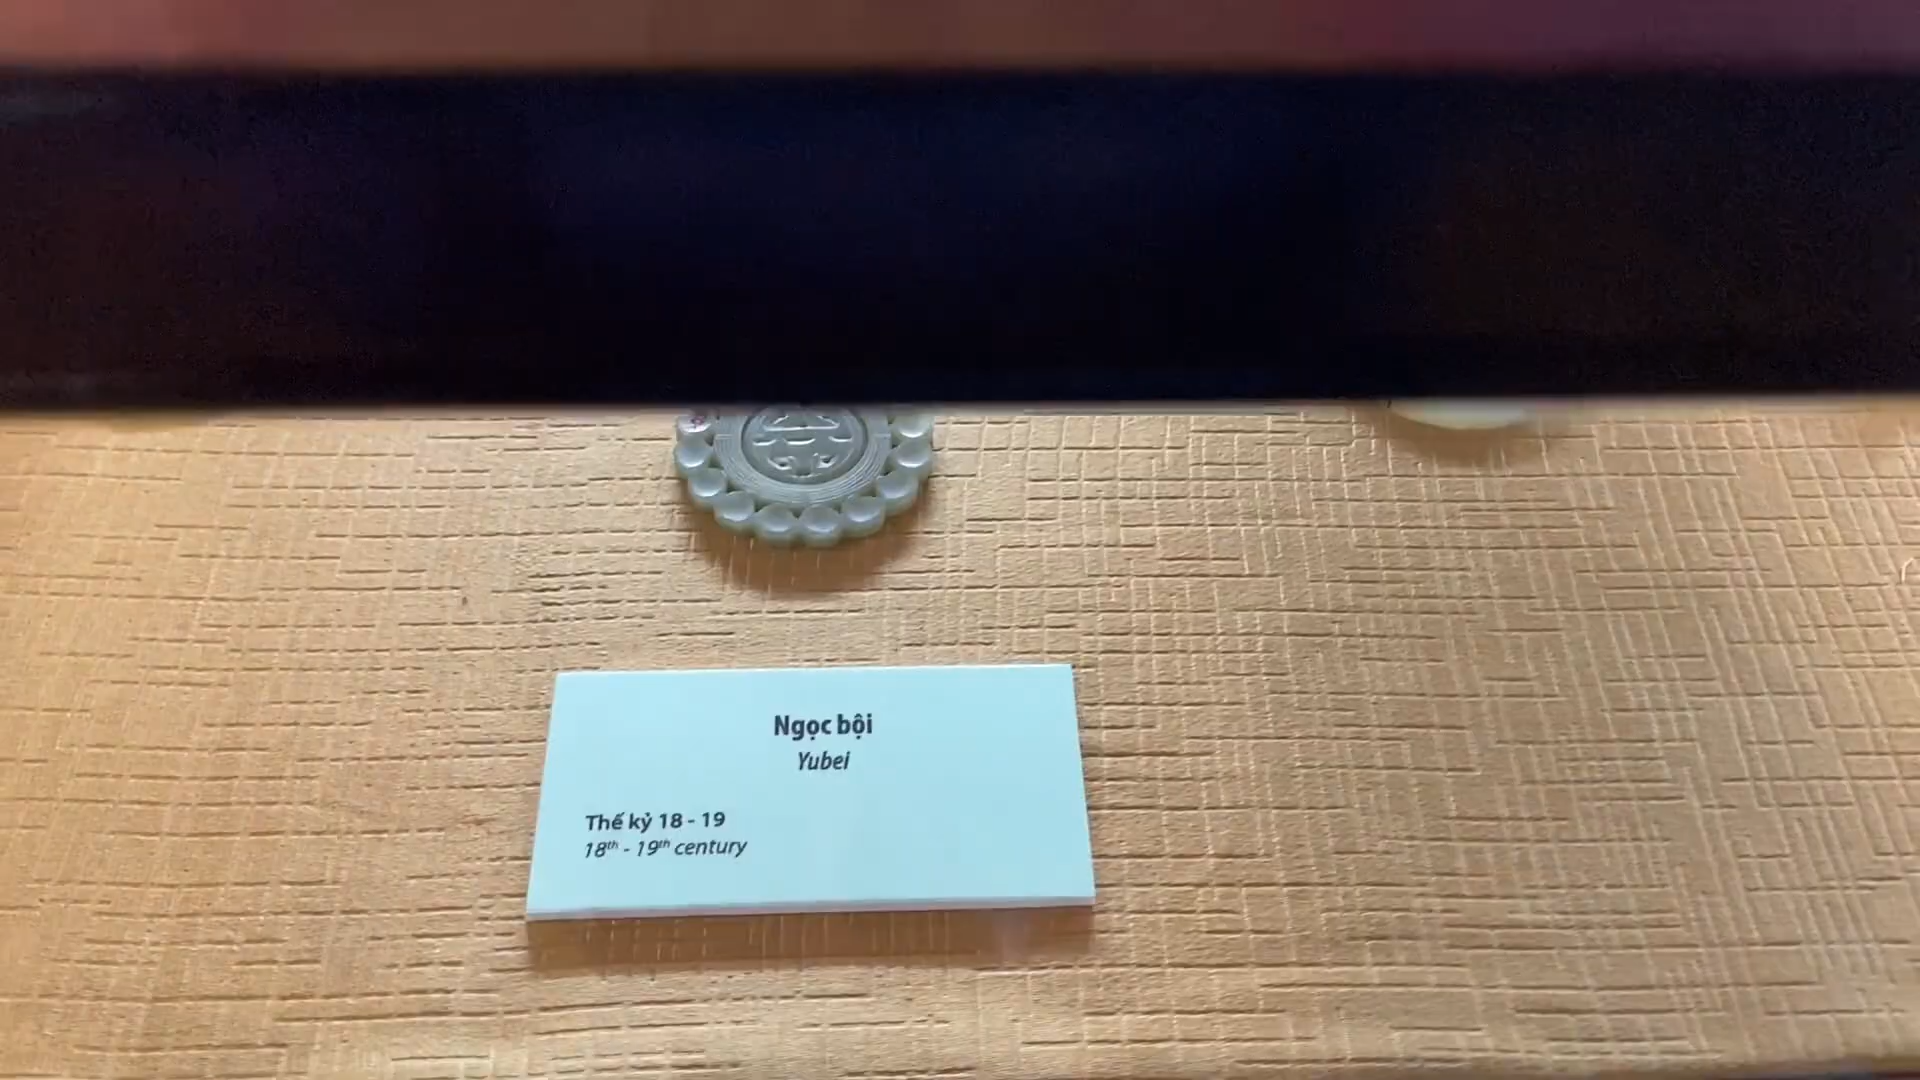 Ngọc bội
Yubei
Thế kỷ 18 - 19
18th - 19th century